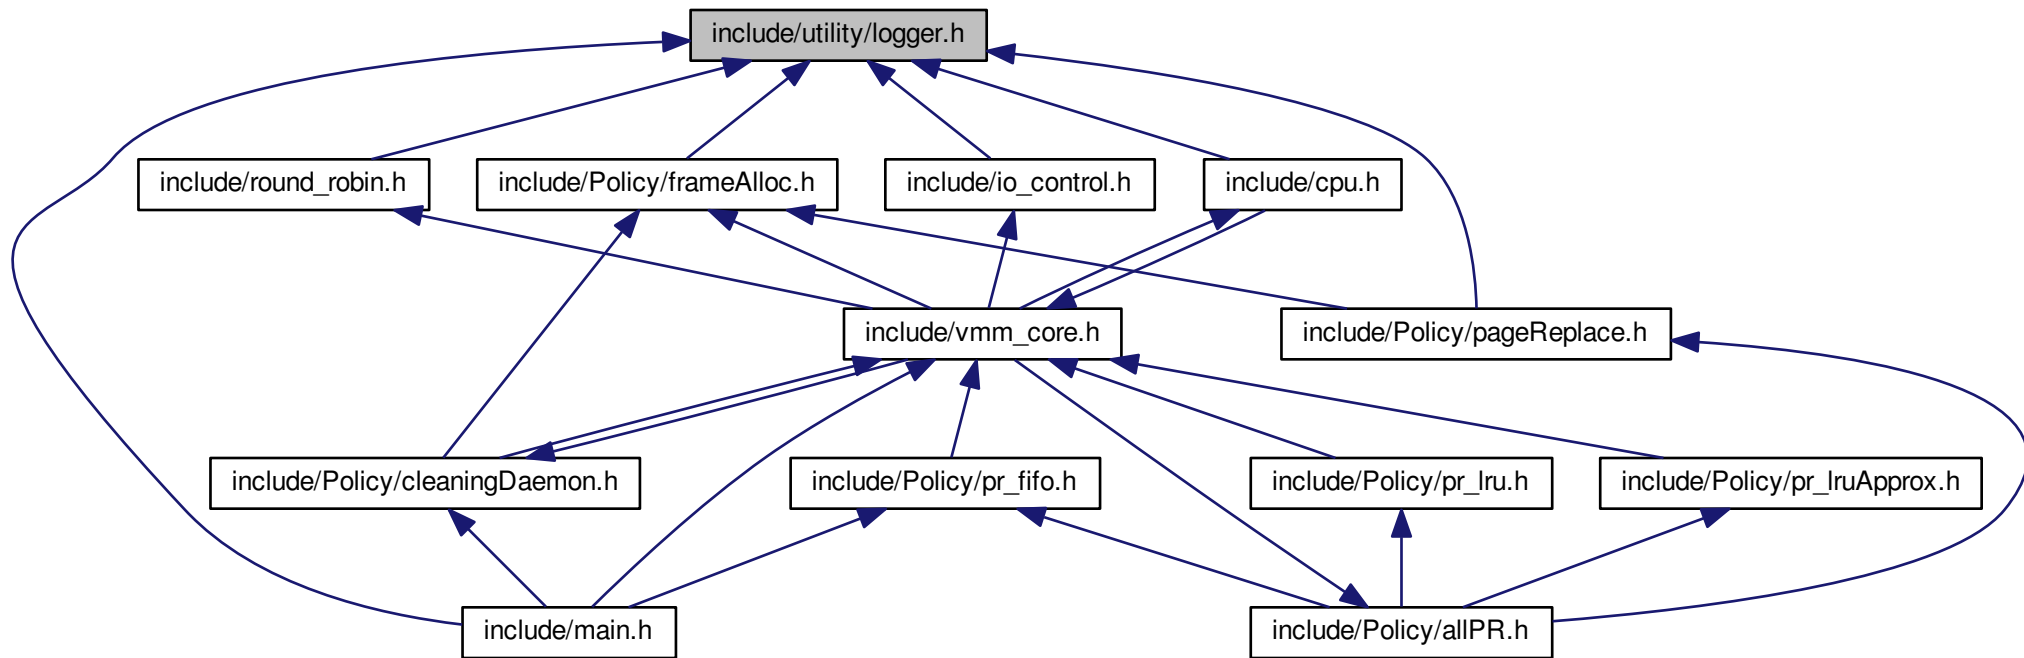 include/utility/logger.h
include/round_robin.h
include/Policy/frameAlloc.h
include/io_control.h
include/cpu.h
include/vmm_core.h
include/Policy/pageReplace.h
include/Policy/cleaningDaemon.h
include/Policy/pr_fifo.h
include/Policy/pr_lru.h
include/Policy/pr_lruApprox.h
include/main.h
include/Policy/allPR.h